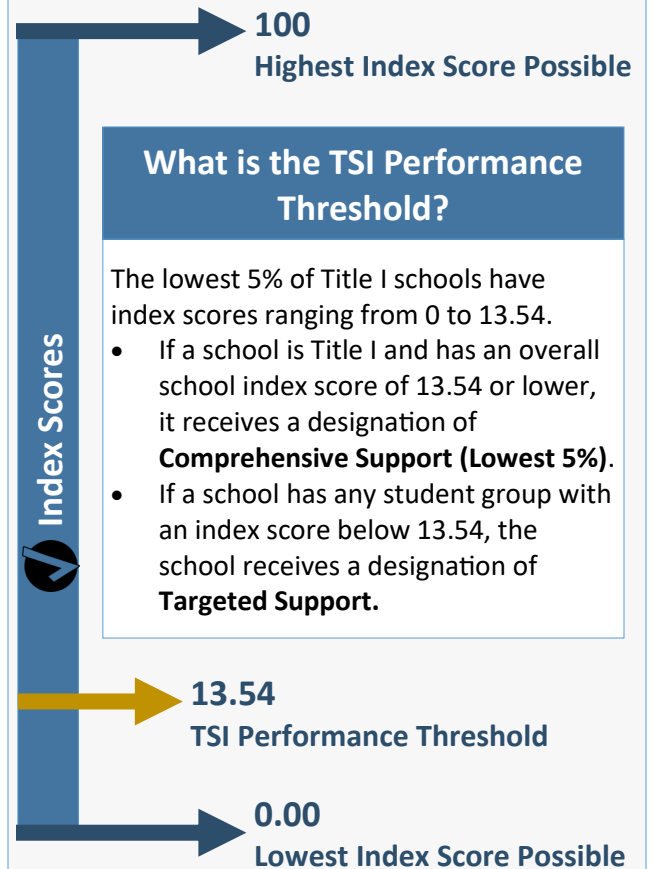 100
Highest Index Score Possible
What is the TSI Performance
Threshold?
The lowest 5% of Title I schools have
index scores ranging from 0 to 13.54.
• If a school is Title I and has an overall
school index score of 13.54 or lower,
it receives a designation of
Comprehensive Support (Lowest 5%).
• If a school has any student group with
an index score below 13.54, the
school receives a designation of
Targeted Support.
Index Scores
13.54
TSI Performance Threshold
0.00
Lowest Index Score Possible